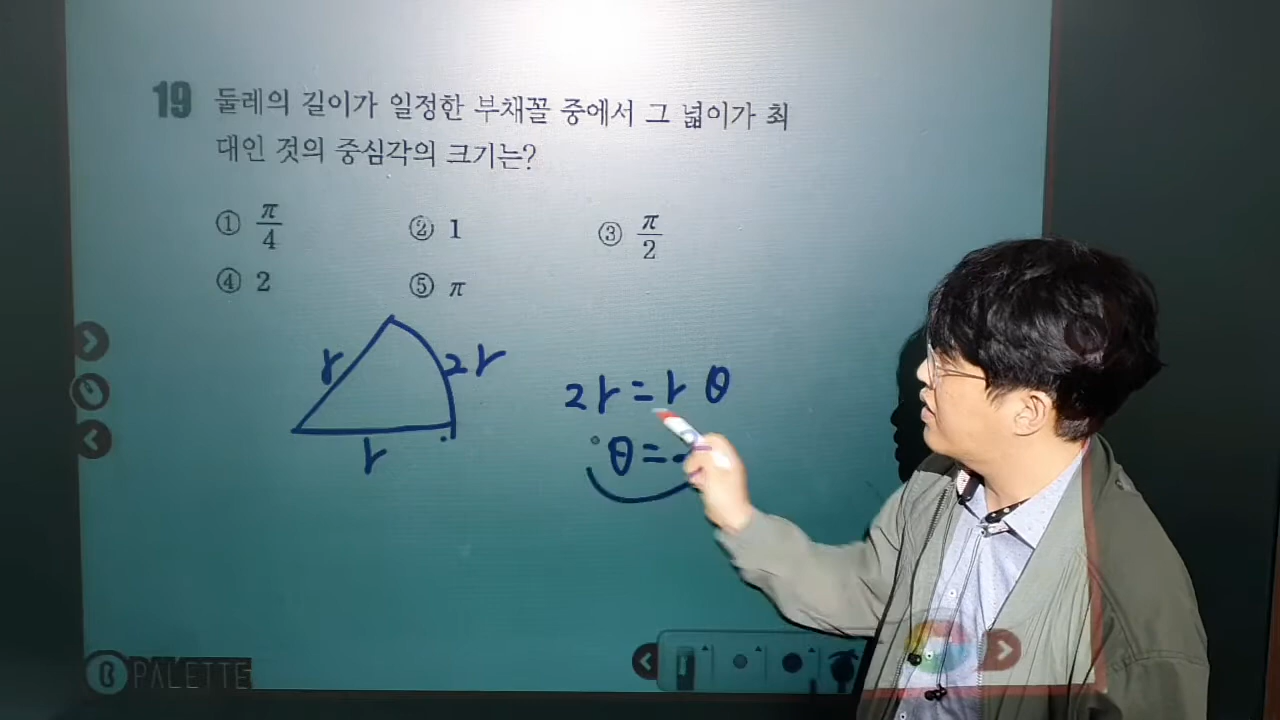 19 둘레의 길이가 일정한 부채꼴 중에서 그 넓이가 최
대인 것의 중심각의 크기는?
① π/4 ② 1 ③ π/2
④ 2 ⑤ π
r 2r
r
2r = r θ
θ =
PALETTE